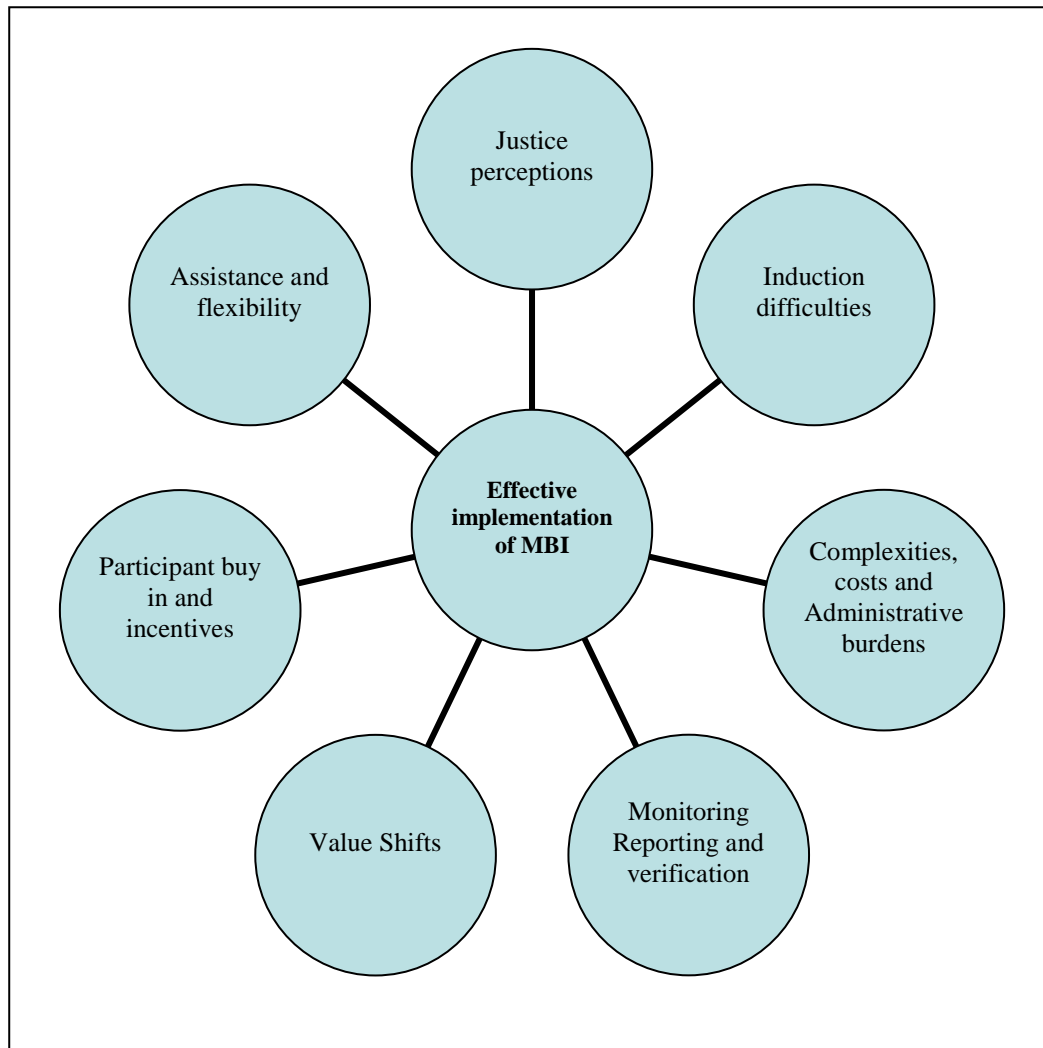 Justice
perceptions
Assistance and
flexibility
Induction
difficulties
Effective
implementation
of MBI
Participant buy
in and
incentives
Complexities,
costs and
Administrative
burdens
Value Shifts
Monitoring
Reporting and
verification